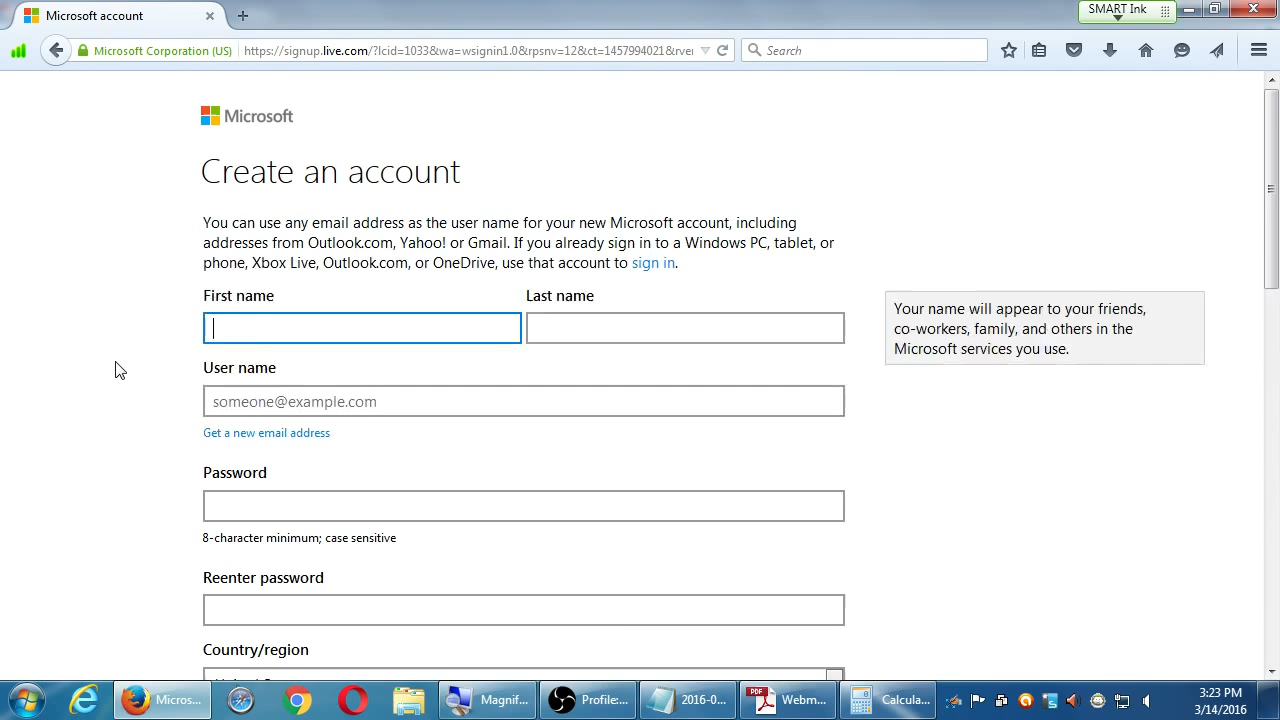 Microsoft account
SMART Ink
Microsoft Corporation (US)
https://signup.live.com/?lcid=1033&wa=wsignin1.0&rpsnv=12&ct=1457994021&rver
Search
Microsoft
Create an account
You can use any email address as the user name for your new Microsoft account, including
addresses from Outlook.com, Yahoo! or Gmail. If you already sign in to a Windows PC, tablet, or
phone, Xbox Live, Outlook.com, or OneDrive, use that account to sign in.
First name
Last name
Your name will appear to your friends,
co-workers, family, and others in the
Microsoft services you use.
User name
someone@example.com
Get a new email address
Password
8-character minimum; case sensitive
Reenter password
Country/region
Micros...
Magnif...
Profile:...
2016-0...
PDF
Webm...
Calcula...
3:23 PM
3/14/2016